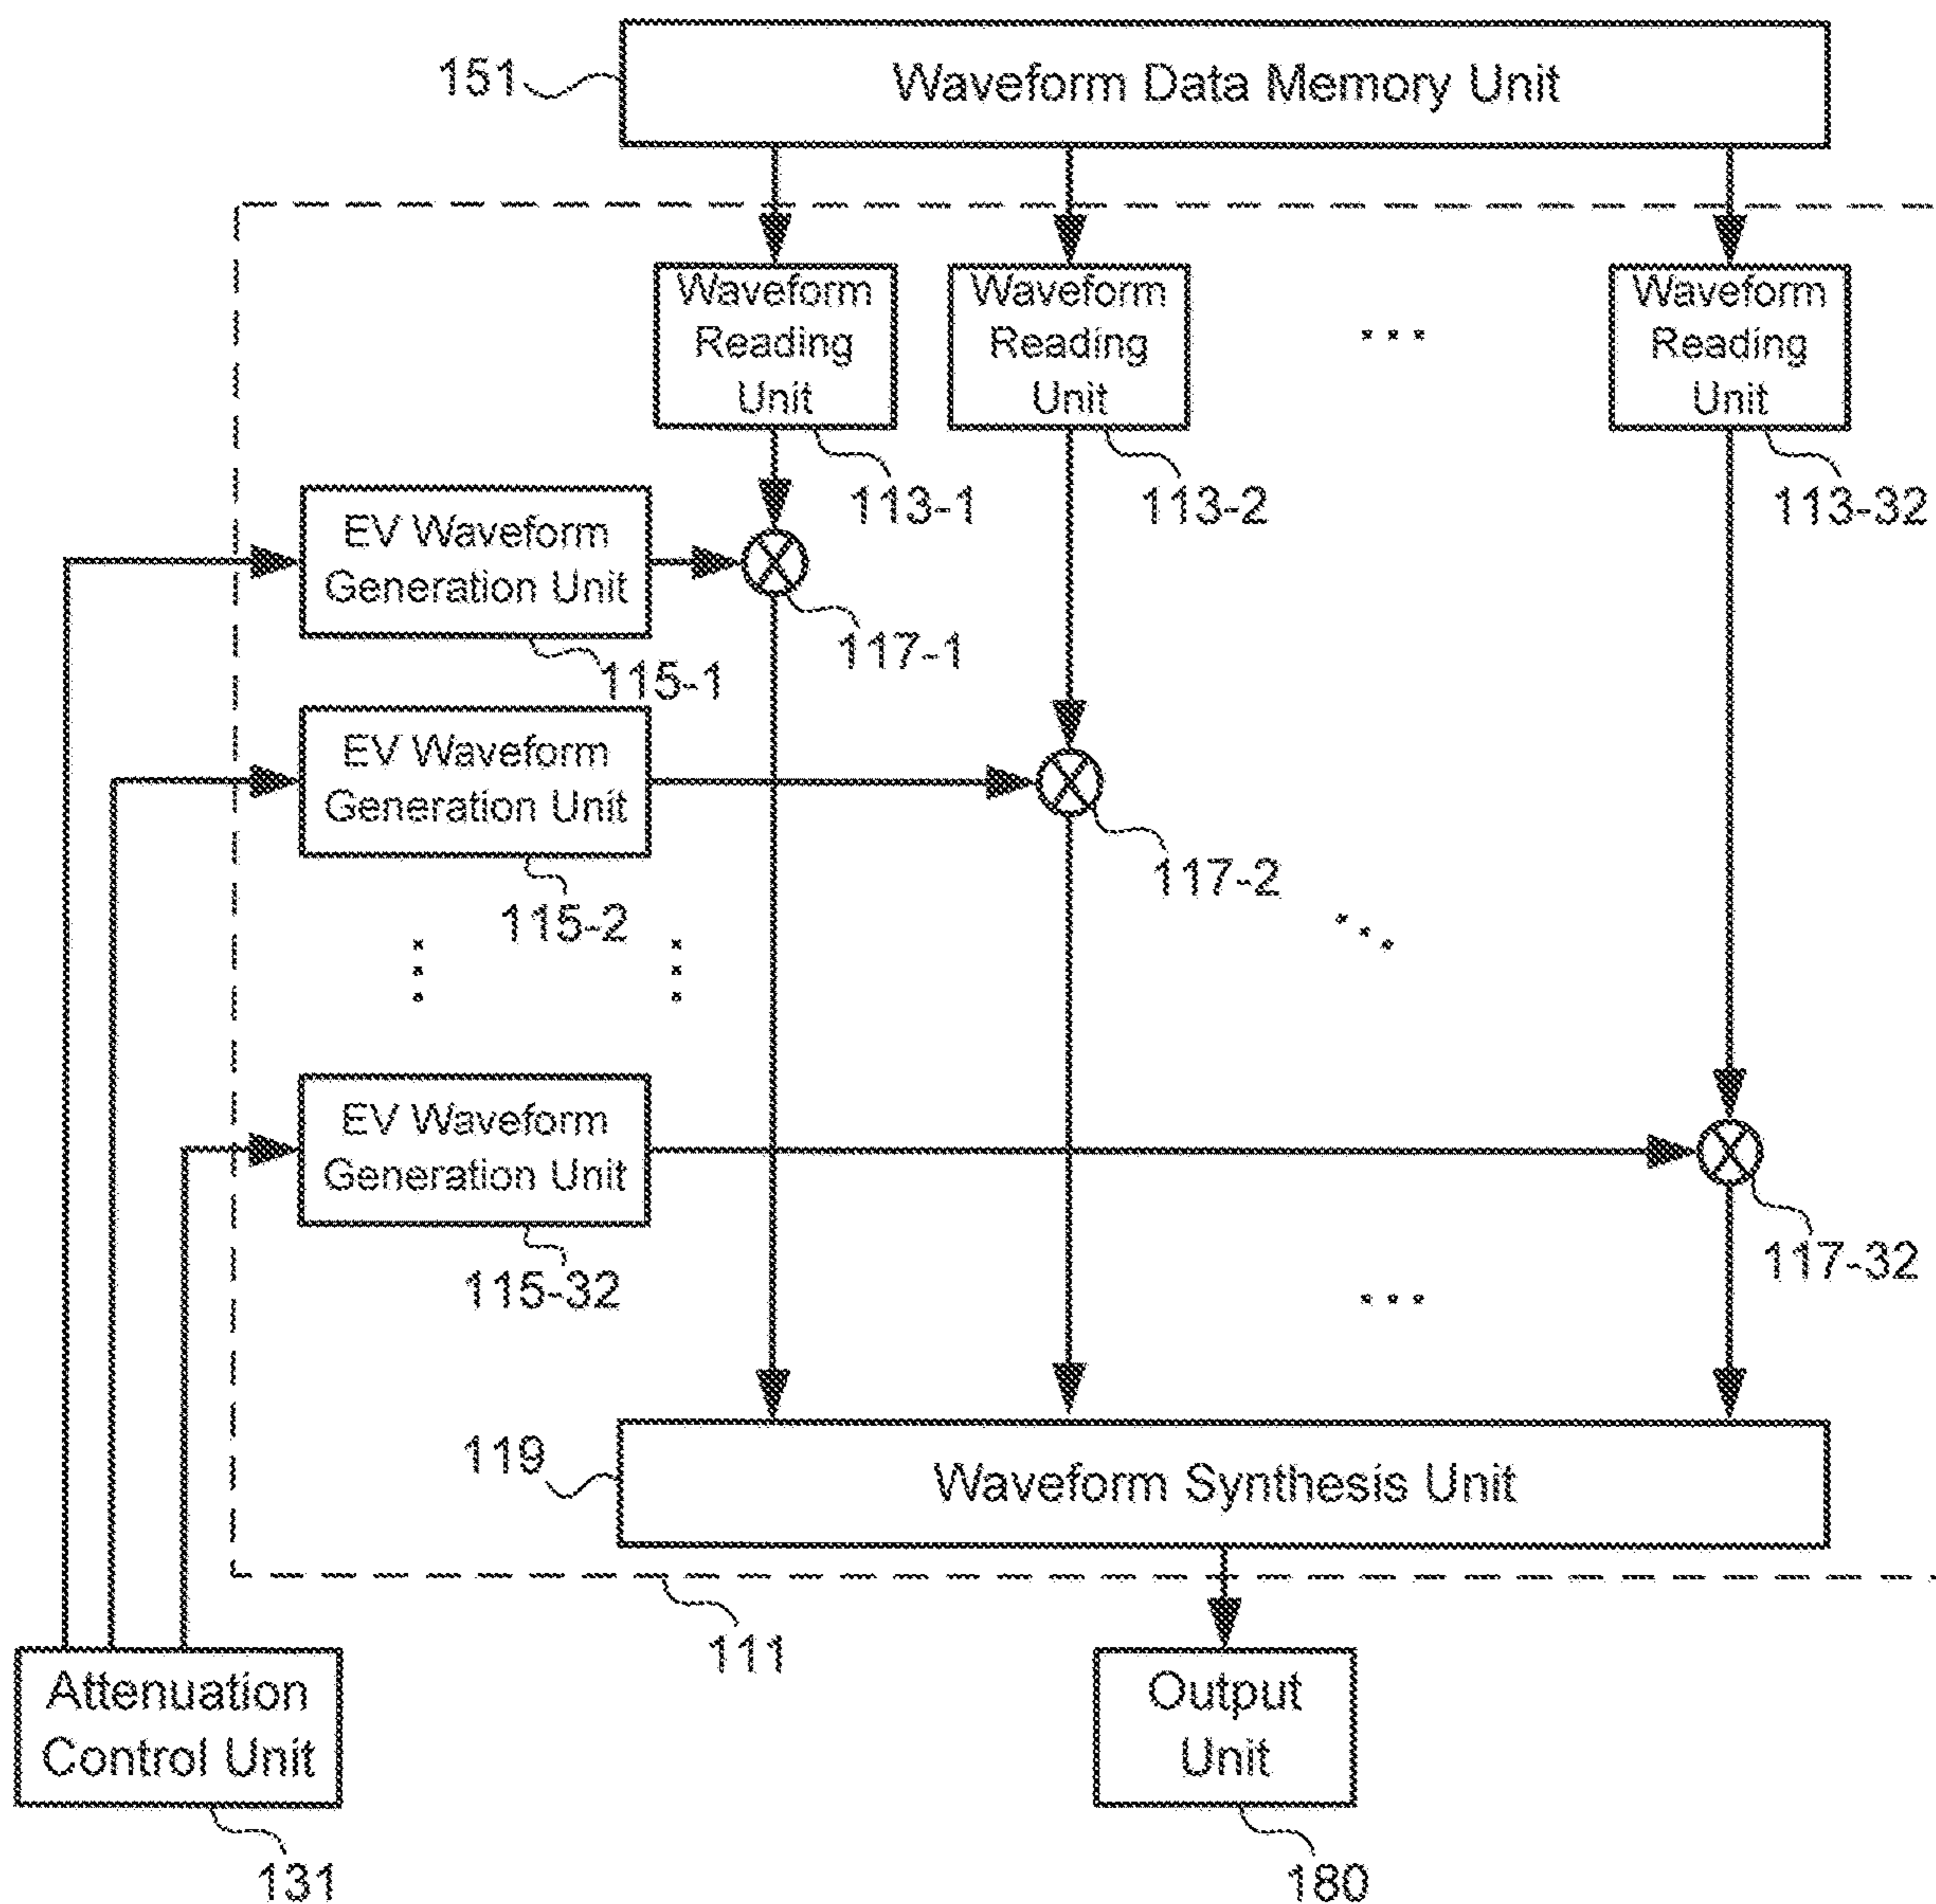 151
Waveform Data Memory Unit
Waveform
Reading
Unit
Waveform
Reading
Unit
...
Waveform
Reading
Unit
113-1
113-2
113-32
EV Waveform
Generation Unit
117-1
115-1
EV Waveform
Generation Unit
117-2
115-2
EV Waveform
Generation Unit
117-32
115-32
...
119
Waveform Synthesis Unit
111
Attenuation
Control Unit
Output
Unit
131
180